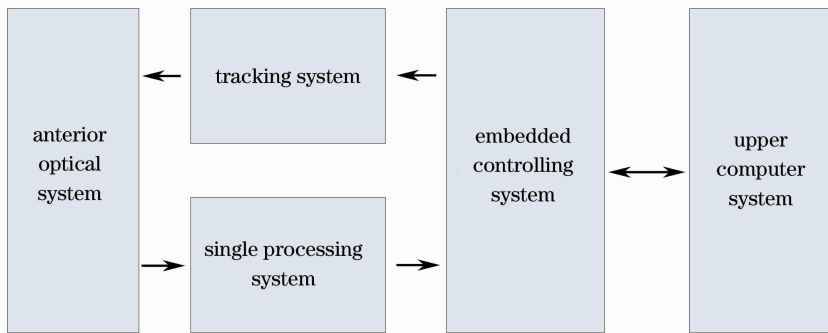 anterior
optical
system
tracking system
single processing
system
embedded
controlling
system
upper
computer
system